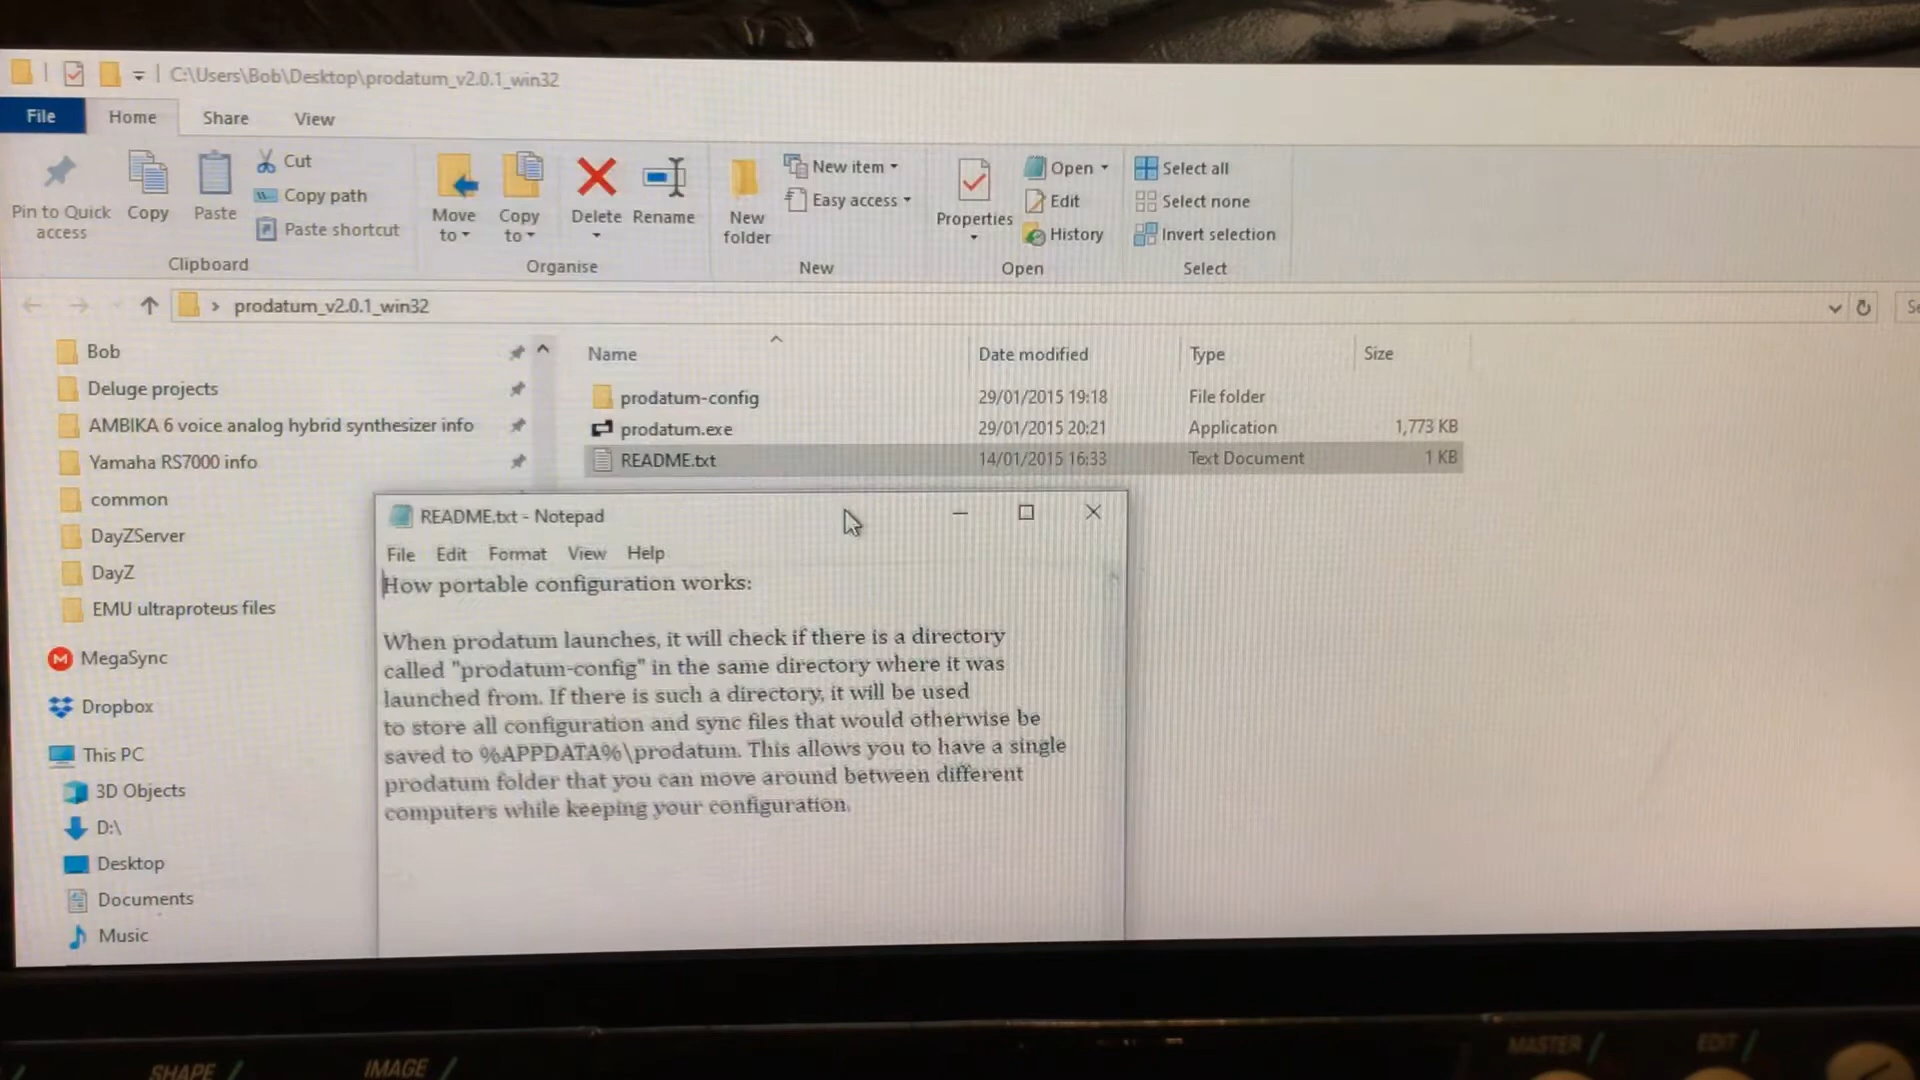 C:\Users\Bob\Desktop\prodatum_v2.0.1_win32
File Home Share View
Pin to Quick access
Copy
Paste
Cut
Copy path
Paste shortcut
Clipboard
Move to
Copy to
Delete
Rename
Organise
New folder
New item
Easy access
New
Properties
Open
Edit
History
Open
Select all
Select none
Invert selection
Select
prodatum_v2.0.1_win32
Bob
Deluge projects
AMBIKA 6 voice analog hybrid synthesizer info
Yamaha RS7000 info
common
DayZServer
DayZ
EMU ultraproteus files
MegaSync
Dropbox
This PC
3D Objects
D:\
Desktop
Documents
Music
Name Date modified Type Size
prodatum-config 29/01/2015 19:18 File folder
prodatum.exe 29/01/2015 20:21 Application 1,773 KB
README.txt 14/01/2015 16:33 Text Document 1 KB
README.txt - Notepad
File Edit Format View Help
How portable configuration works:
When prodatum launches, it will check if there is a directory
called "prodatum-config" in the same directory where it was
launched from. If there is such a directory, it will be used
to store all configuration and sync files that would otherwise be
saved to %APPDATA%\prodatum. This allows you to have a single
prodatum folder that you can move around between different
computers while keeping your configuration.
SHAPE IMAGE MASTER EDIT